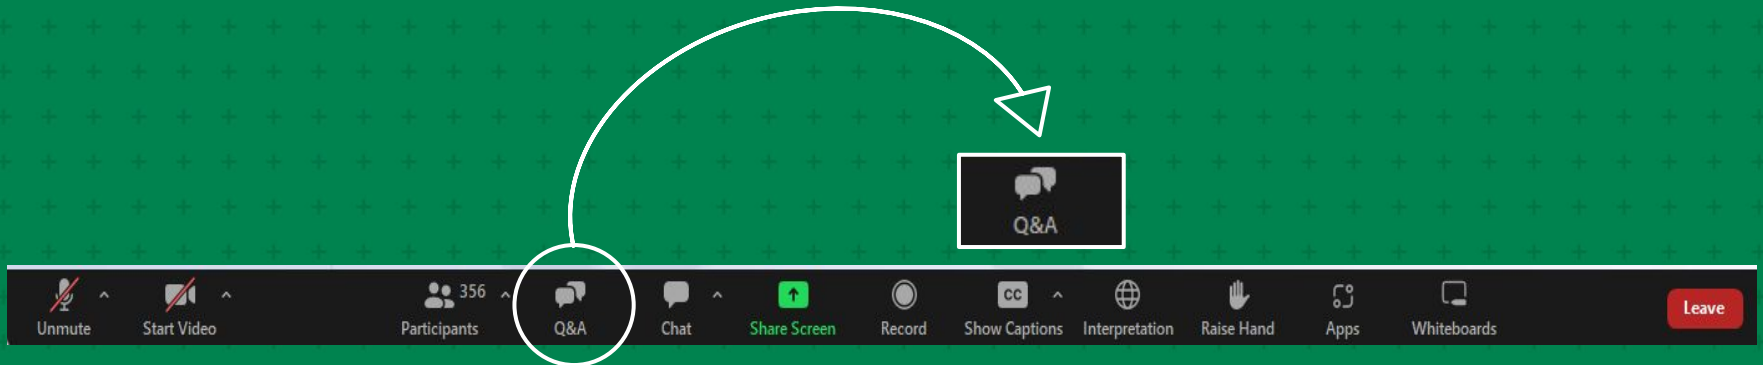 Q&A
356
Unmute
Start Video
Participants
Q&A
Chat
Share Screen
Record
CC
Show Captions
Interpretation
Raise Hand
Apps
Whiteboards
Leave